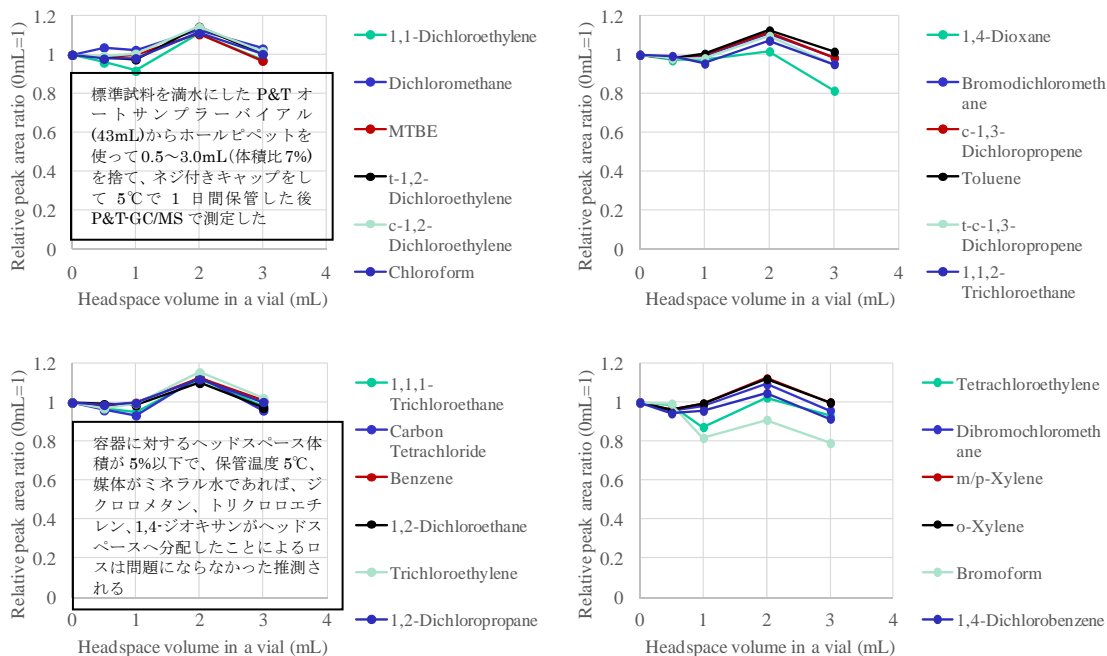 Relative peak area ratio (0mL=1)
1.2
1
0.8
0.6
0.4
0.2
0
0
1
2
3
4
Headspace volume in a vial (mL)
標準試料を満水にした P&T オ
ートサンプラーバイアル
(43mL)からホールピペットを
使って0.5～3.0mL(体積比7%)
を捨て、ネジ付きキャップをし
て 5℃で 1 日間保管した後
P&T-GC/MS で測定した
1,1-Dichloroethylene
Dichloromethane
MTBE
t-1,2-
Dichloroethylene
c-1,2-
Dichloroethylene
Chloroform
Relative peak area ratio (0mL=1)
1.2
1
0.8
0.6
0.4
0.2
0
0
1
2
3
4
Headspace volume in a vial (mL)
1,4-Dioxane
Bromodichlorometh
ane
c-1,3-
Dichloropropene
Toluene
t-c-1,3-
Dichloropropene
1,1,2-
Trichloroethane
Relative peak area ratio (0mL=1)
1.2
1
0.8
0.6
0.4
0.2
0
0
1
2
3
4
Headspace volume in a vial (mL)
容器に対するヘッドスペース体
積が 5%以下で、保管温度 5℃、
媒体がミネラル水であれば、ジ
クロロメタン、トリクロロエチ
レン、1,4-ジオキサンがヘッドス
ペースへ分配したことによるロ
スは問題にならなかった推測さ
れる
1,1,1-
Trichloroethane
Carbon
Tetrachloride
Benzene
1,2-Dichloroethane
Trichloroethylene
1,2-Dichloropropane
Relative peak area ratio (0mL=1)
1.2
1
0.8
0.6
0.4
0.2
0
0
1
2
3
4
Headspace volume in a vial (mL)
Tetrachloroethylene
Dibromochlorometh
ane
m/p-Xylene
o-Xylene
Bromoform
1,4-Dichlorobenzene